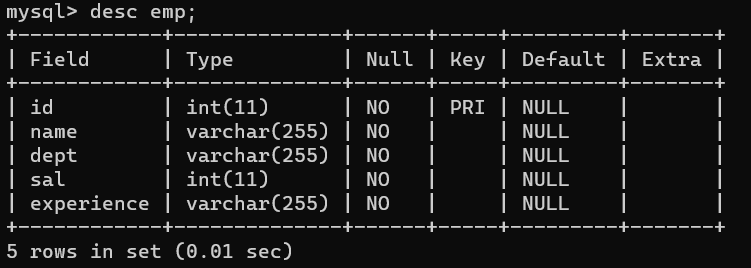 mysql> desc emp;
+------------+--------------+------+-----+---------+-------+
| Field      | Type         | Null | Key | Default | Extra |
+------------+--------------+------+-----+---------+-------+
| id         | int(11)      | NO   | PRI | NULL    |       |
| name       | varchar(255) | NO   |     | NULL    |       |
| dept       | varchar(255) | NO   |     | NULL    |       |
| sal        | int(11)      | NO   |     | NULL    |       |
| experience | varchar(255) | NO   |     | NULL    |       |
+------------+--------------+------+-----+---------+-------+
5 rows in set (0.01 sec)